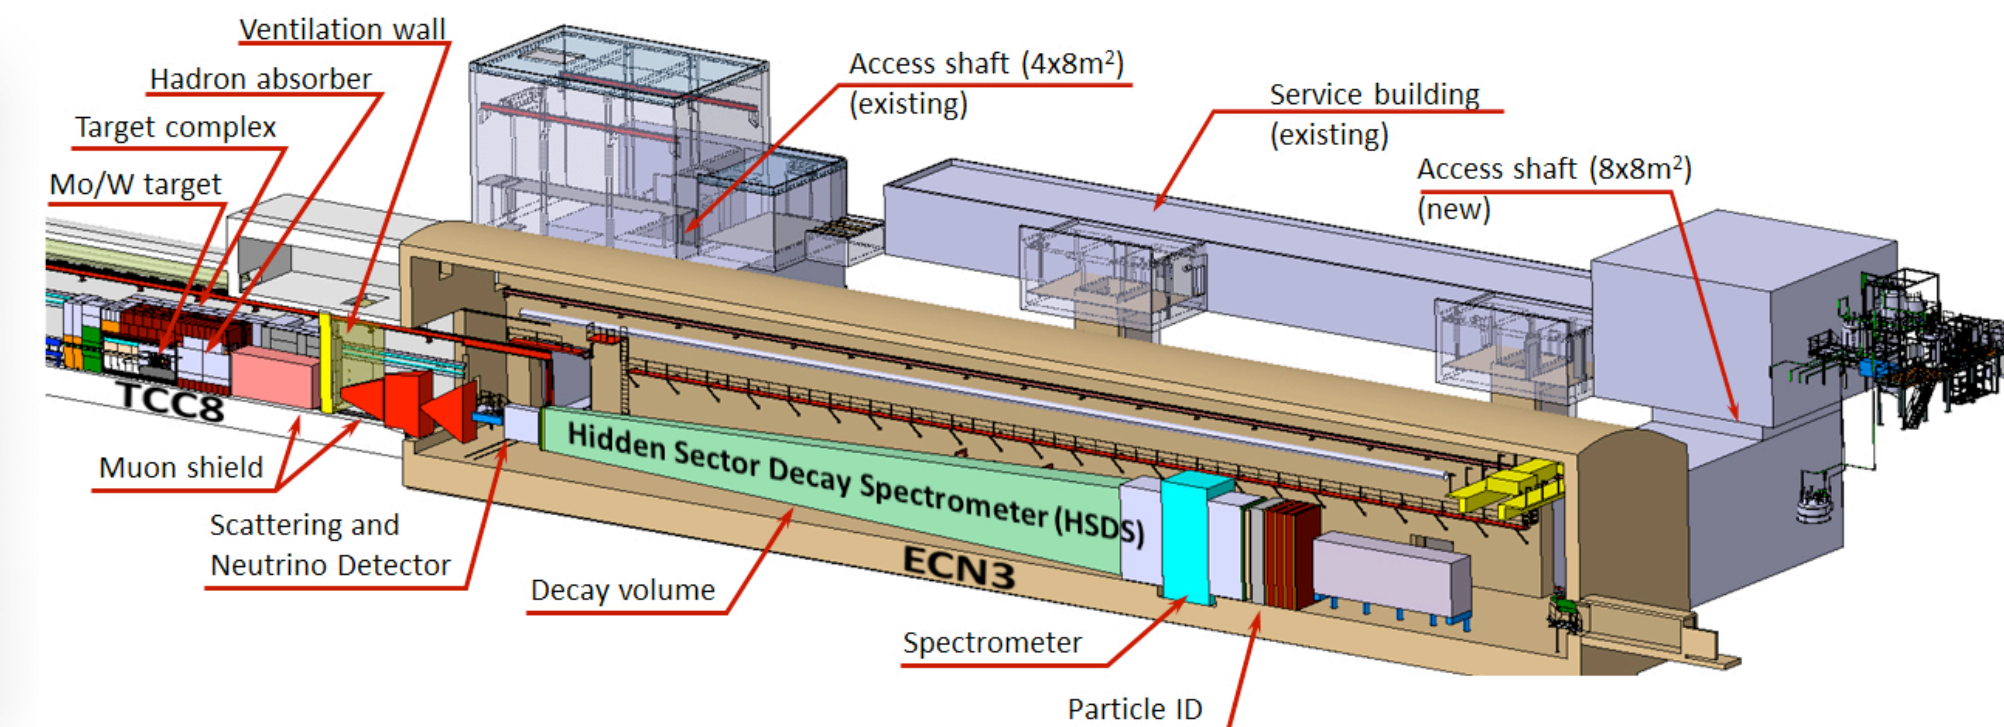 Ventilation wall
Hadron absorber
Target complex
Mo/W target
Access shaft (4x8m²)
(existing)
Service building
(existing)
Access shaft (8x8m²)
(new)
TCC8
Muon shield
Scattering and
Neutrino Detector
Hidden Sector Decay Spectrometer (HSDS)
ECN3
Decay volume
Spectrometer
Particle ID